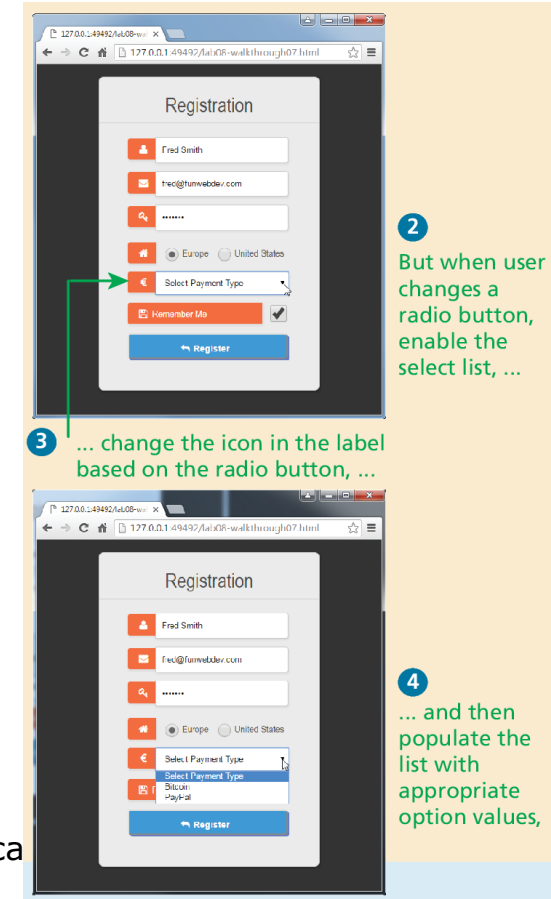 127.0.0.1:49492/lab08-wal
127.0.0.1:49492/lab08-walkthrough07.html
Registration
Fred Smith
fred@funwebdev.com
•••••••
Europe
United States
€ Select Payment Type
Remember Me
Register
2
But when user
changes a
radio button,
enable the
select list, ...
3 ... change the icon in the label
based on the radio button, ...
127.0.0.1:49492/lab08-wal
127.0.0.1:49492/lab08-walkthrough07.html
Registration
Fred Smith
fred@funwebdev.com
•••••••
Europe
United States
€ Select Payment Type
Select Payment Type
Bitcoin
PayPal
Register
4
... and then
populate the
list with
appropriate
option values,
ca